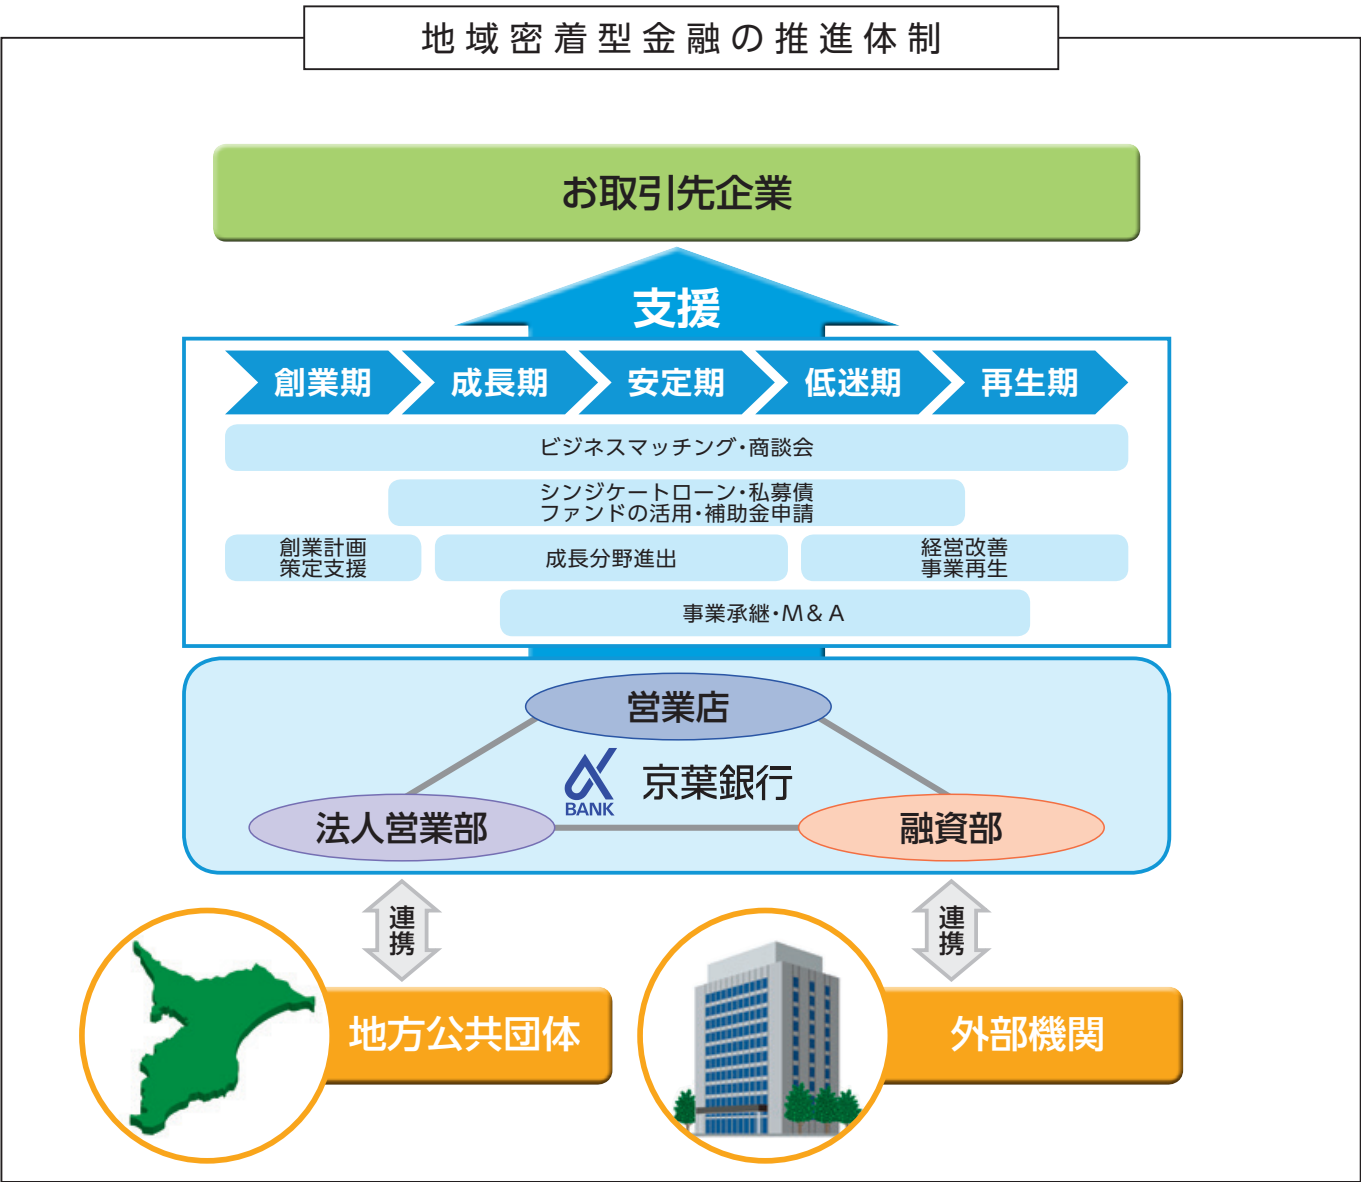 地域密着型金融の推進体制
お取引先企業
支援
創業期
成長期
安定期
低迷期
再生期
ビジネスマッチング・商談会
シンジケートローン・私募債
ファンドの活用・補助金申請
創業計画
策定支援
成長分野進出
経営改善
事業再生
事業承継・M&A
営業店
BANK
京葉銀行
法人営業部
融資部
連携
連携
地方公共団体
外部機関